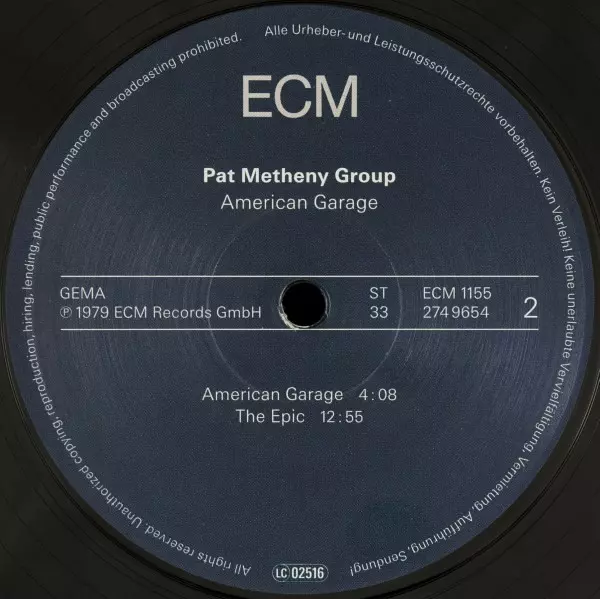 ECM
Pat Metheny Group
American Garage
GEMA
℗ 1979 ECM Records GmbH
ST
33
ECM 1155
274 9654
2
American Garage 4:08
The Epic 12:55
Alle Urheber- und Leistungsschutzrechte vorbehalten. Kein Verleih! Keine unerlaubte Vervielfältigung, Vermietung, Aufführung, Sendung!
All rights reserved. Unauthorized copying, reproduction, hiring, lending, public performance and broadcasting prohibited.
LC 02516